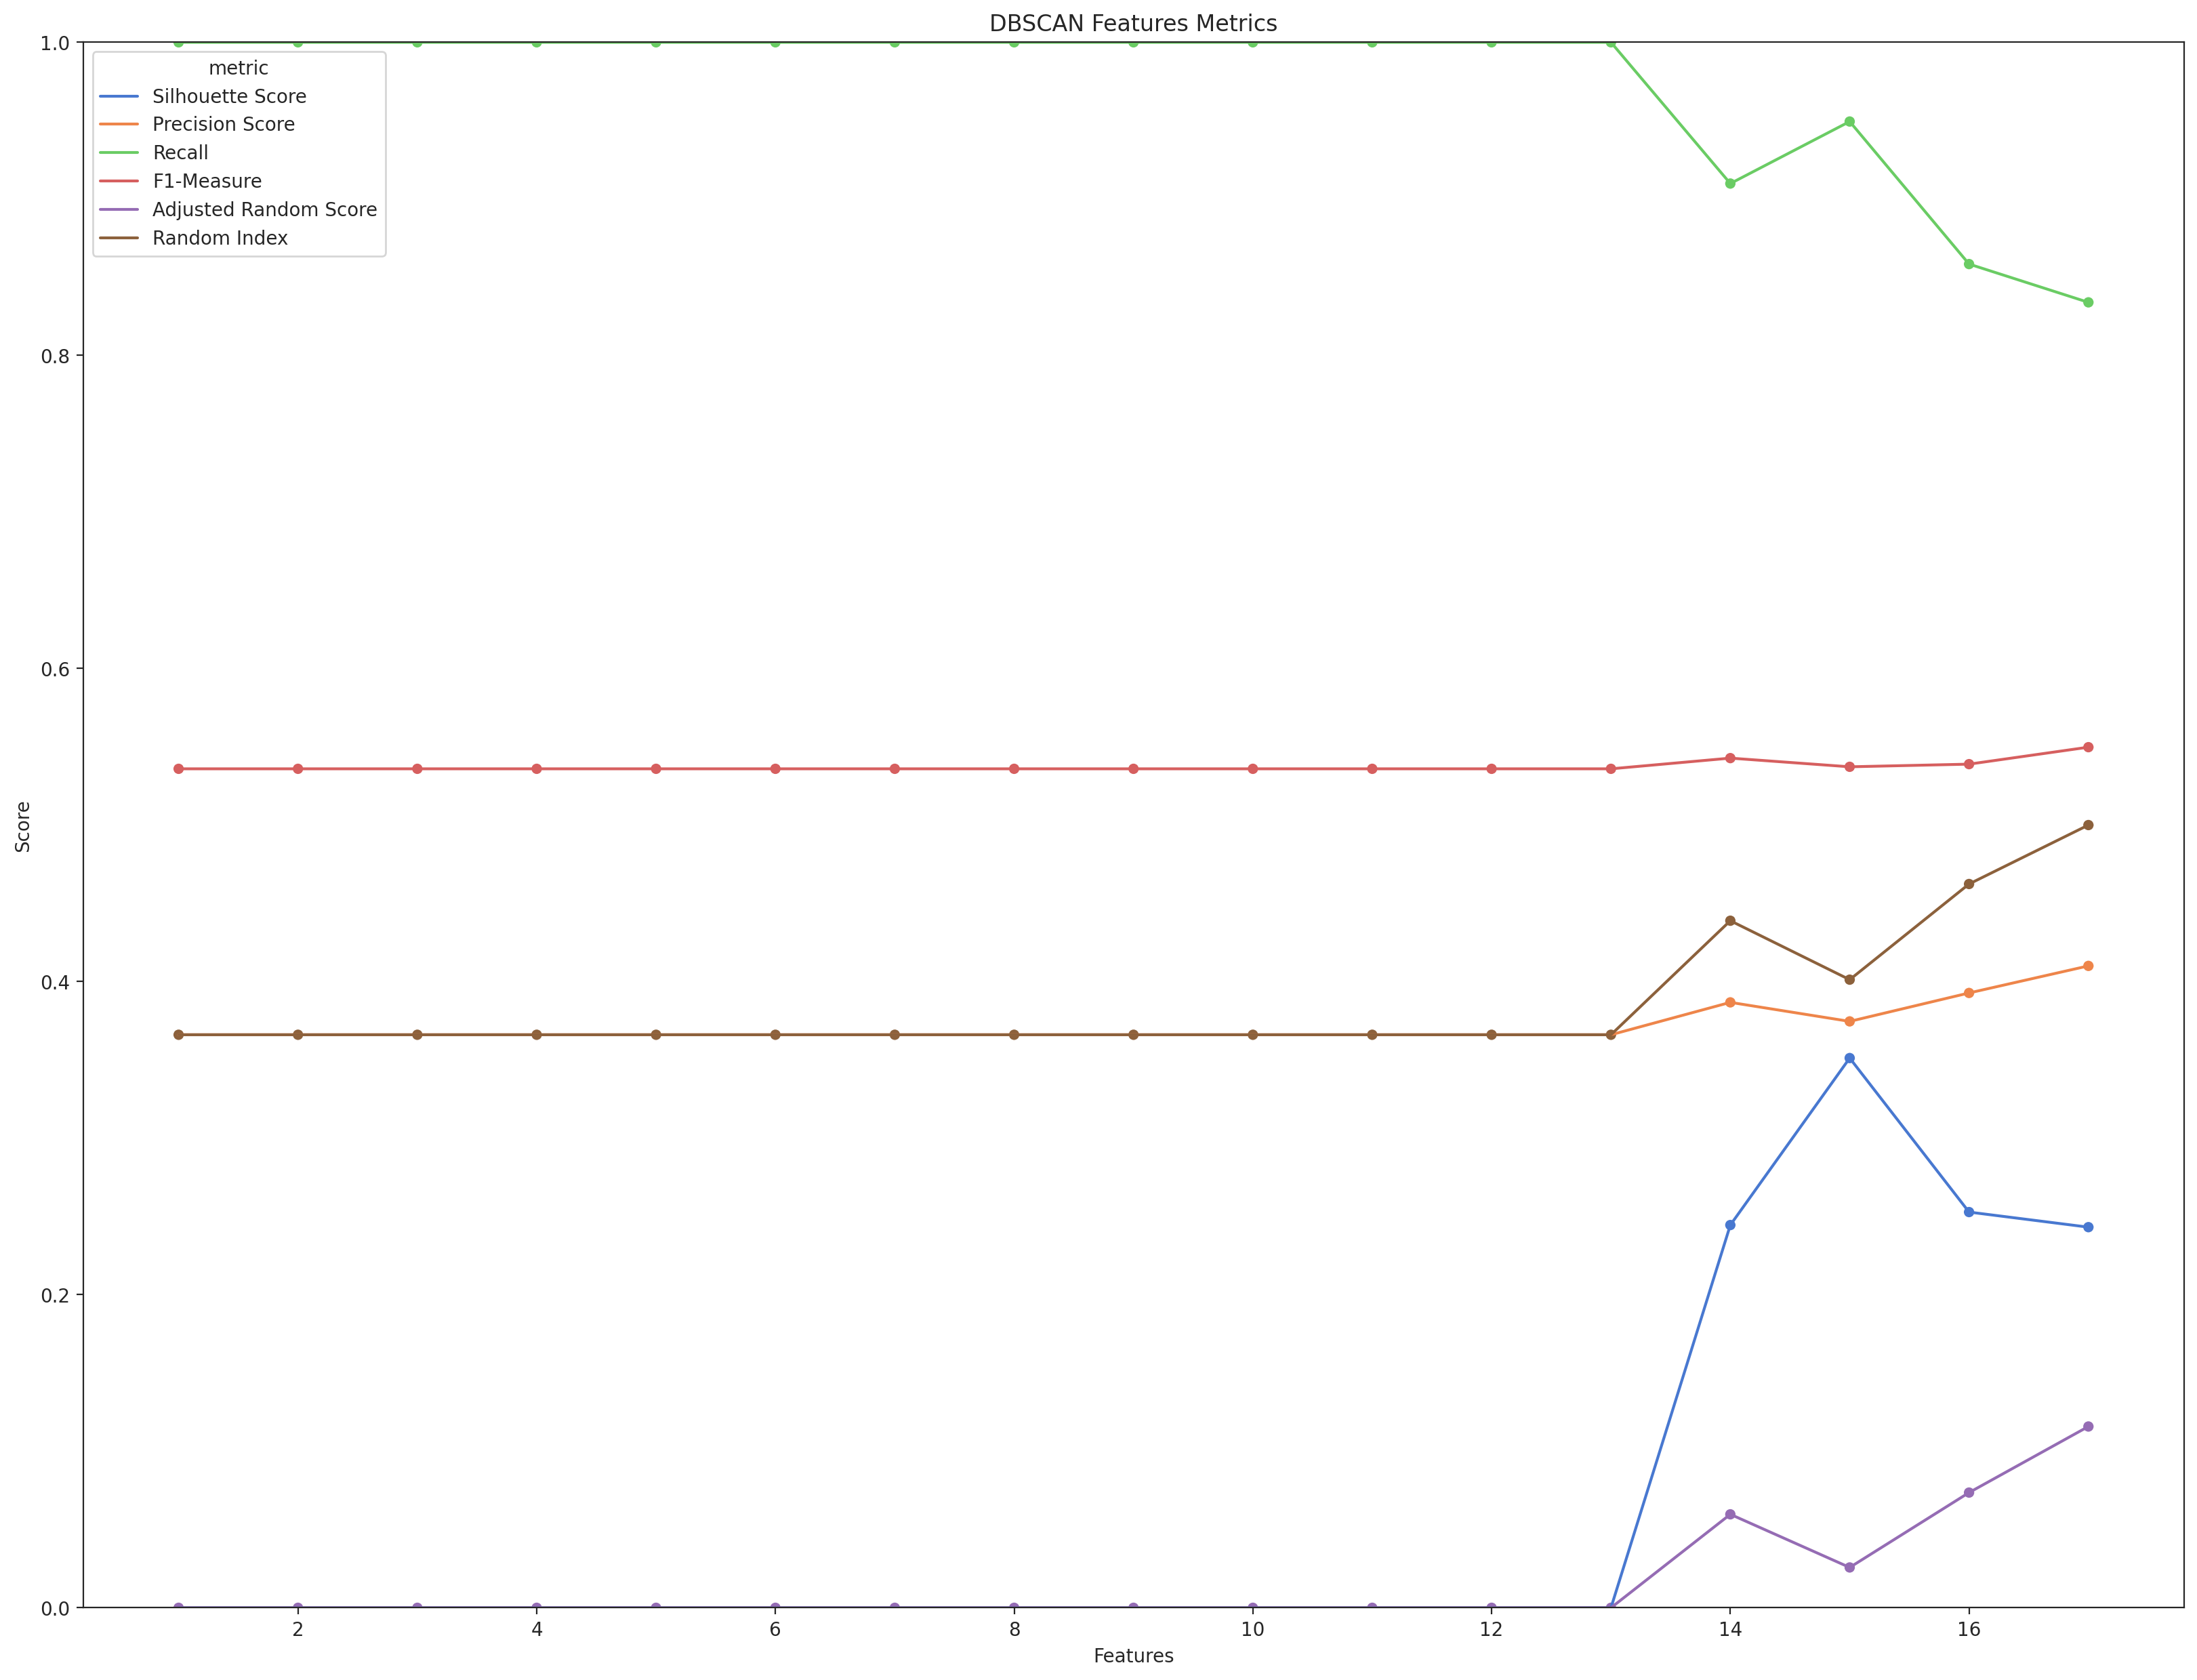 DBSCAN Features Metrics
metric
Silhouette Score
Precision Score
Recall
F1-Measure
Adjusted Random Score
Random Index
1.0
0.8
0.6
0.4
0.2
0.0
Score
2 4 6 8 10 12 14 16
Features